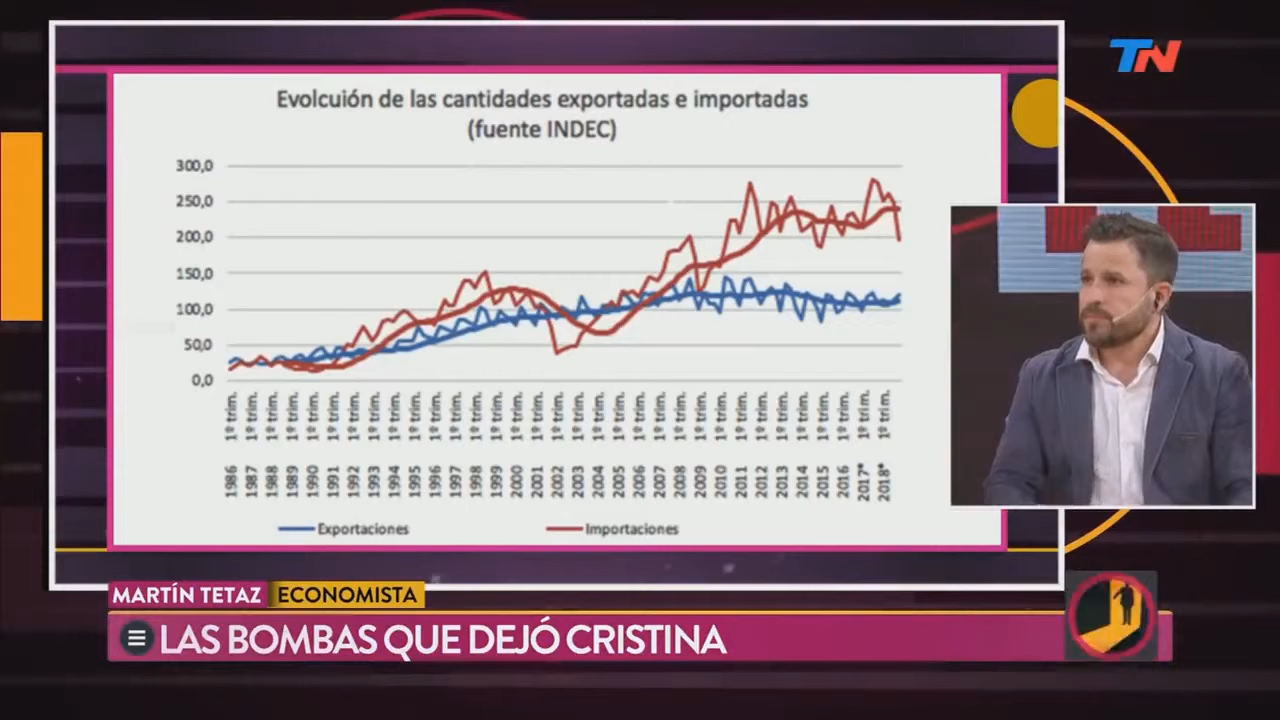 TN
Evolcuión de las cantidades exportadas e importadas
(fuente INDEC)
300,0
250,0
200,0
150,0
100,0
50,0
0,0
1º trim. 1º trim. 1º trim. 1º trim. 1º trim. 1º trim. 1º trim. 1º trim. 1º trim. 1º trim. 1º trim. 1º trim. 1º trim. 1º trim. 1º trim. 1º trim. 1º trim. 1º trim. 1º trim. 1º trim. 1º trim. 1º trim. 1º trim. 1º trim. 1º trim. 1º trim. 1º trim. 1º trim. 1º trim. 1º trim. 1º trim. 1º trim. 1º trim.
1986 1987 1988 1989 1990 1991 1992 1993 1994 1995 1996 1997 1998 1999 2000 2001 2002 2003 2004 2005 2006 2007 2008 2009 2010 2011 2012 2013 2014 2015 2016 2017* 2018*
Exportaciones Importaciones
MARTÍN TETAZ ECONOMISTA
LAS BOMBAS QUE DEJÓ CRISTINA